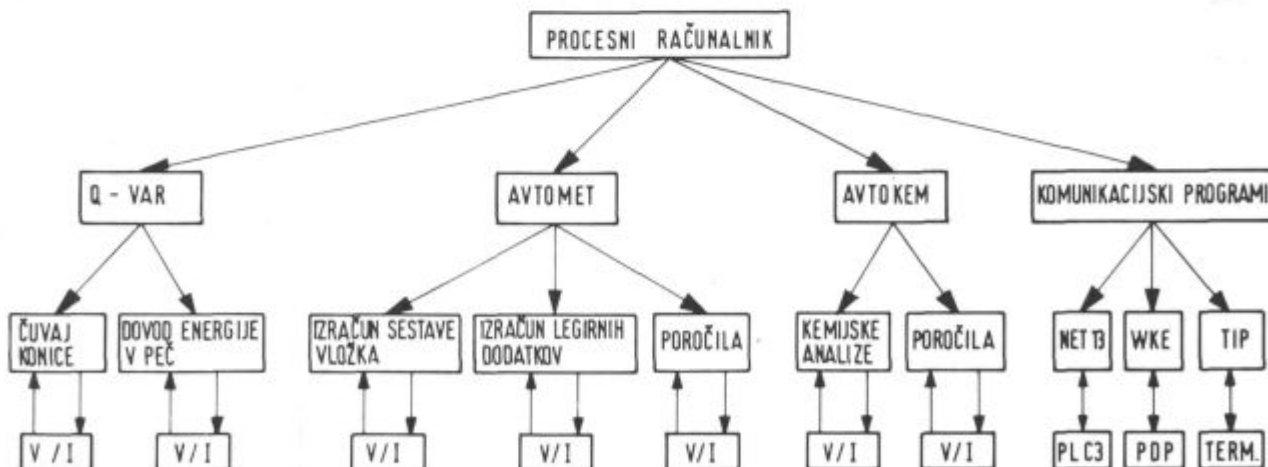 PROCESNI RAČUNALNIK
Q - VAR
AVTOMET
AVTOKEM
KOMUNIKACIJSKI PROGRAMI
ČUVAJ
KONICE
DOVOD ENERGIJE
V PEČ
IZRAČUN SESTAVE
VLOŽKA
IZRAČUN LEGIRNIH
DODATKOV
POROČILA
KEMIJSKE
ANALIZE
POROČILA
NET 13
WKE
TIP
V / I
V / I
V / I
V / I
V / I
V / I
V / I
PLC3
PDP
TERM.